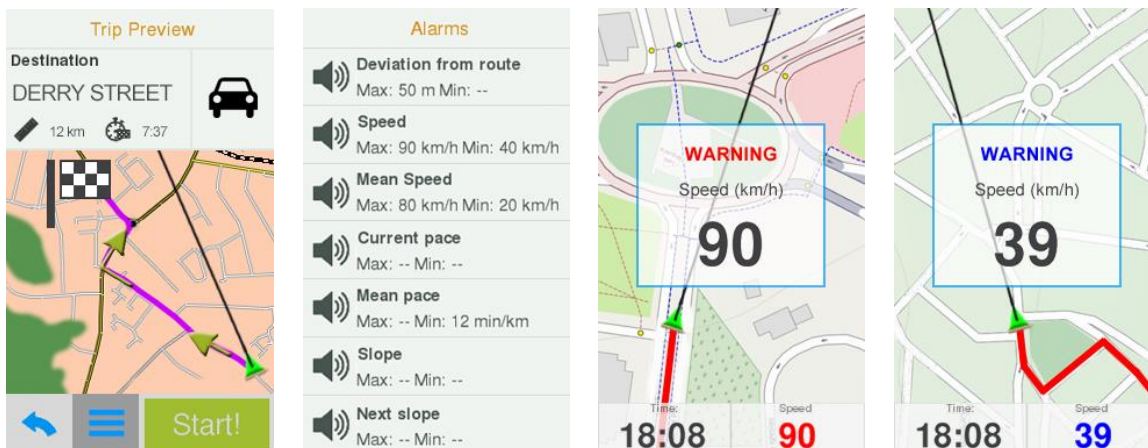 Trip Preview
Destination
DERRY STREET
12 km 7:37
Start!
Alarms
Deviation from route
Max: 50 m Min: --
Speed
Max: 90 km/h Min: 40 km/h
Mean Speed
Max: 80 km/h Min: 20 km/h
Current pace
Max: -- Min: --
Mean pace
Max: -- Min: 12 min/km
Slope
Max: -- Min: --
Next slope
Max: -- Min: --
WARNING
Speed (km/h)
90
Time: Speed
18:08 90
WARNING
Speed (km/h)
39
Time: Speed
18:08 39